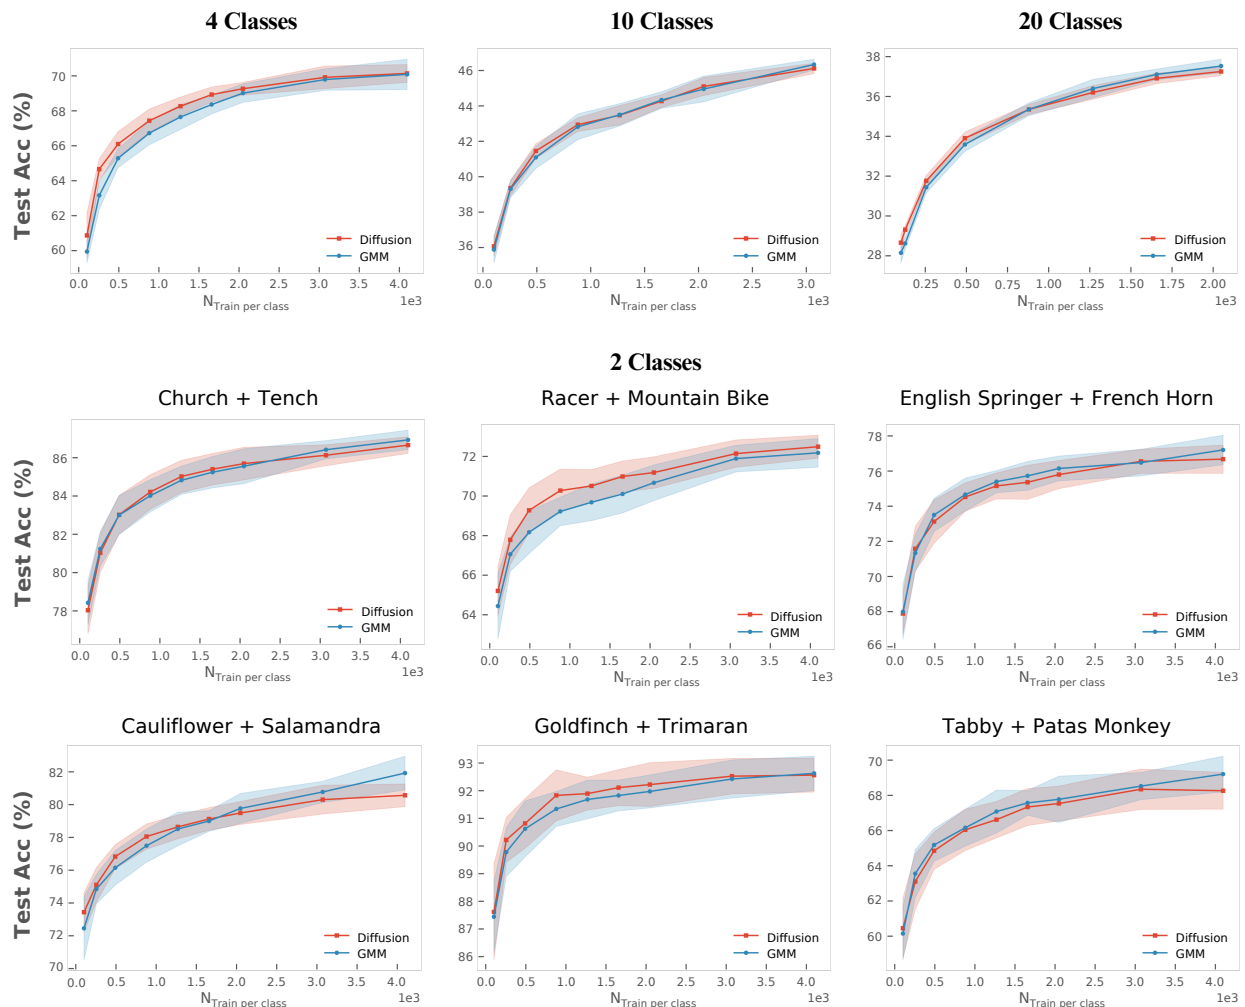 4 Classes
10 Classes
20 Classes
Test Acc (%)
70
68
66
64
62
60
Diffusion
GMM
0.0 0.5 1.0 1.5 2.0 2.5 3.0 3.5 4.0
1e3
N Train per class
46
44
42
40
38
36
Diffusion
GMM
0.0 0.5 1.0 1.5 2.0 2.5 3.0
1e3
N Train per class
38
36
34
32
30
28
Diffusion
GMM
0.25 0.50 0.75 1.00 1.25 1.50 1.75 2.00
1e3
N Train per class
2 Classes
Church + Tench
Test Acc (%)
86
84
82
80
78
Diffusion
GMM
0.0 0.5 1.0 1.5 2.0 2.5 3.0 3.5 4.0
1e3
N Train per class
Racer + Mountain Bike
72
70
68
66
64
Diffusion
GMM
0.0 0.5 1.0 1.5 2.0 2.5 3.0 3.5 4.0
1e3
N Train per class
English Springer + French Horn
78
76
74
72
70
68
66
Diffusion
GMM
0.0 0.5 1.0 1.5 2.0 2.5 3.0 3.5 4.0
1e3
N Train per class
Cauliflower + Salamandra
Test Acc (%)
82
80
78
76
74
72
70
Diffusion
GMM
0.0 0.5 1.0 1.5 2.0 2.5 3.0 3.5 4.0
1e3
N Train per class
Goldfinch + Trimaran
93
92
91
90
89
88
87
86
Diffusion
GMM
0.0 0.5 1.0 1.5 2.0 2.5 3.0 3.5 4.0
1e3
N Train per class
Tabby + Patas Monkey
70
68
66
64
62
60
Diffusion
GMM
0.0 0.5 1.0 1.5 2.0 2.5 3.0 3.5 4.0
1e3
N Train per class